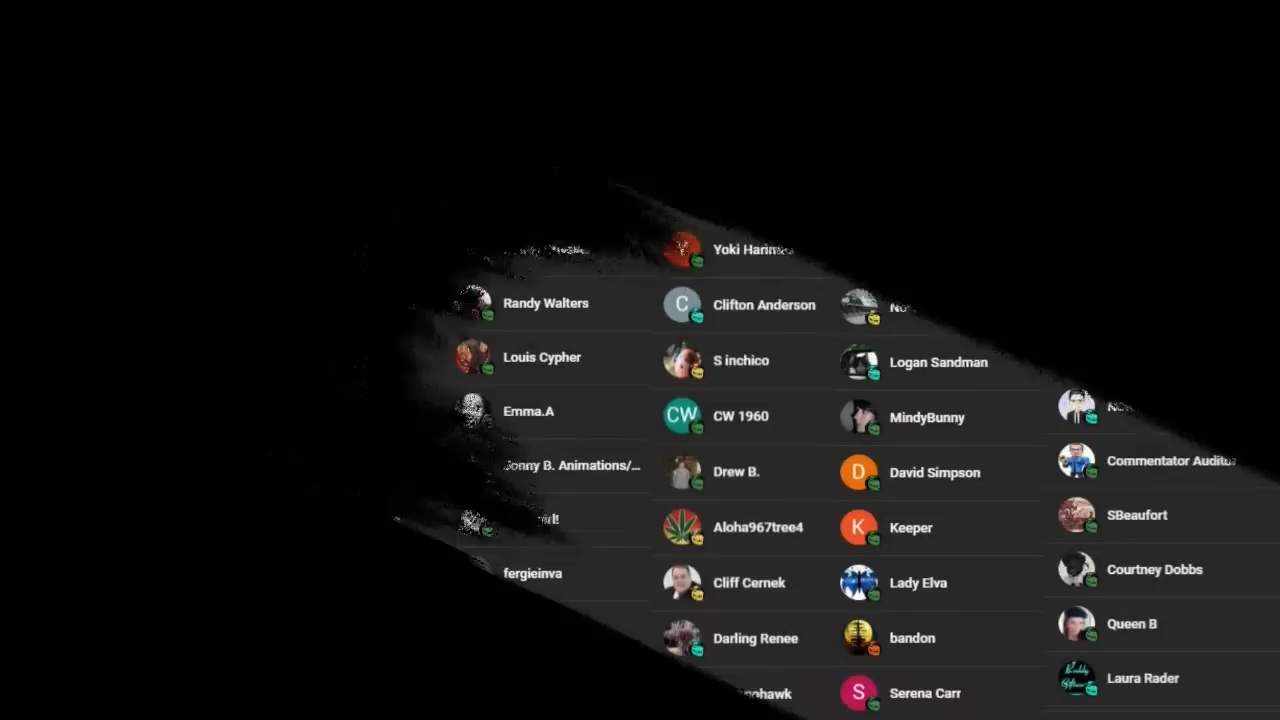 Randy Walters
Louis Cypher
Emma.A
Jonny B. Animations/...
fergieinva
Yoki
C
Clifton Anderson
S inchico
CW
CW 1960
Drew B.
Aloha967tree4
Cliff Cernek
Darling Renee
Logan Sandman
MindyBunny
D
David Simpson
K
Keeper
Lady Elva
bandon
S
Serena Carr
Commentator
SBeaufort
Courtney Dobbs
Queen B
Laura Rader